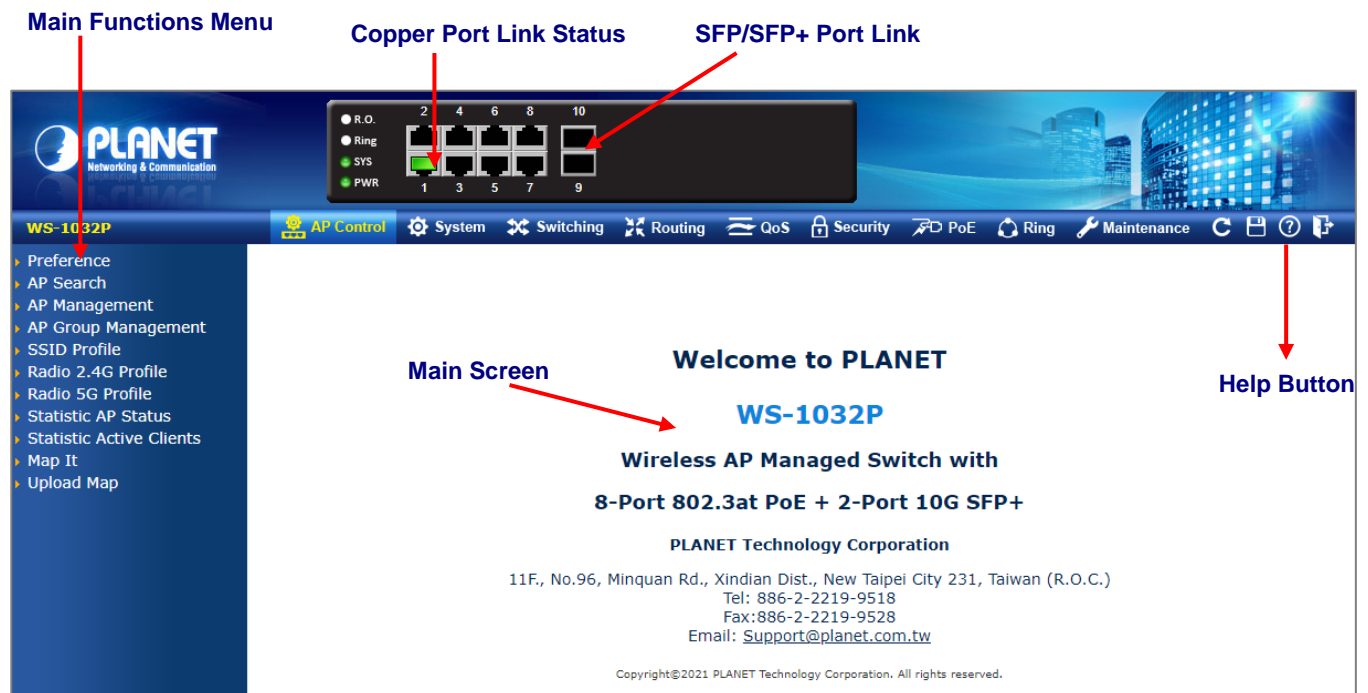 Main Functions Menu
Copper Port Link Status
SFP/SFP+ Port Link
PLANET
Networking & Communication
R.O.
Ring
SYS
PWR
2 4 6 8 10
1 3 5 7 9
WS-1032P
AP Control System Switching Routing QoS Security PoE Ring Maintenance
Preference
AP Search
AP Management
AP Group Management
SSID Profile
Radio 2.4G Profile
Radio 5G Profile
Statistic AP Status
Statistic Active Clients
Map It
Upload Map
Main Screen
Help Button
Welcome to PLANET
WS-1032P
Wireless AP Managed Switch with
8-Port 802.3at PoE + 2-Port 10G SFP+
PLANET Technology Corporation
11F., No.96, Minquan Rd., Xindian Dist., New Taipei City 231, Taiwan (R.O.C.)
Tel: 886-2-2219-9518
Fax:886-2-2219-9528
Email: Support@planet.com.tw
Copyright©2021 PLANET Technology Corporation. All rights reserved.